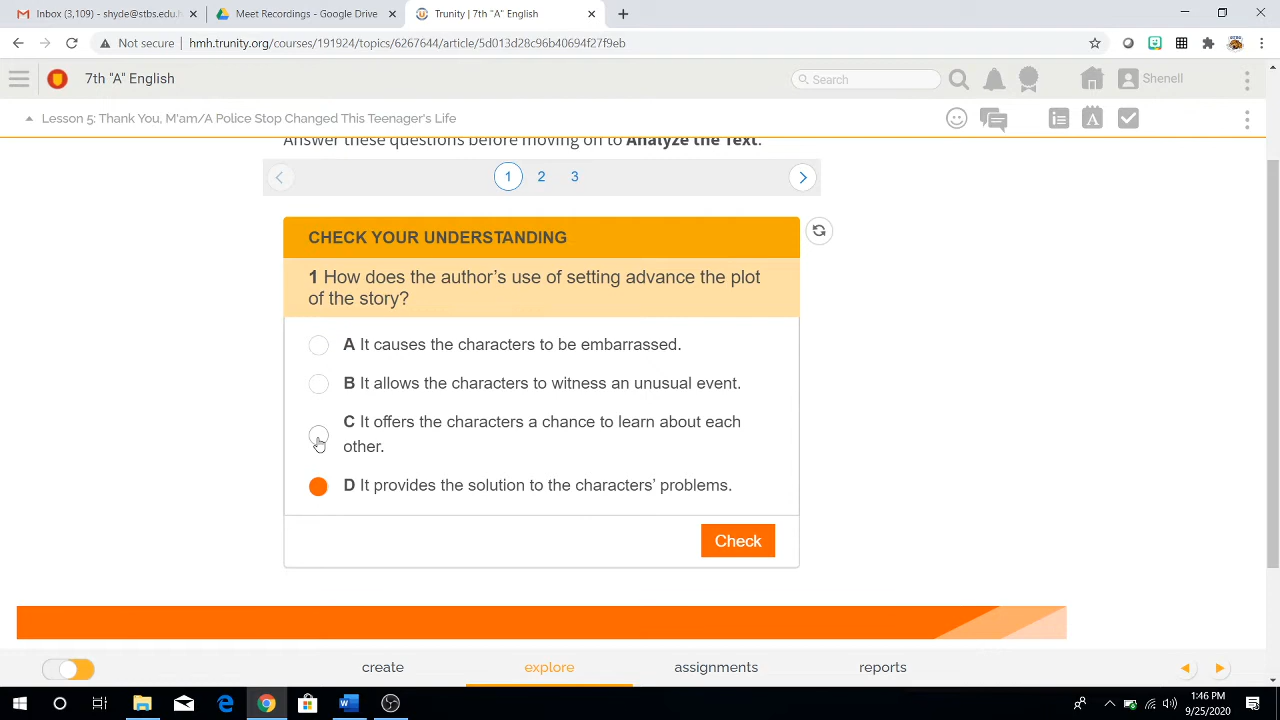 Inbox (3,109) - shyde@stbs.edu.h
Meet Recordings - Google Drive
Trunity | 7th "A" English
Not secure | hmh.trunity.org/courses/191924/topics/6267644/article/5d013d28c96b40694f27f9eb
7th "A" English
Search
Shenell
Lesson 5: Thank You, M'am/A Police Stop Changed This Teenager's Life
Answer these questions before moving on to Analyze the Text.
1 2 3
CHECK YOUR UNDERSTANDING
1 How does the author's use of setting advance the plot
of the story?
A It causes the characters to be embarrassed.
B It allows the characters to witness an unusual event.
C It offers the characters a chance to learn about each
other.
D It provides the solution to the characters' problems.
Check
create explore assignments reports
1:46 PM
9/25/2020